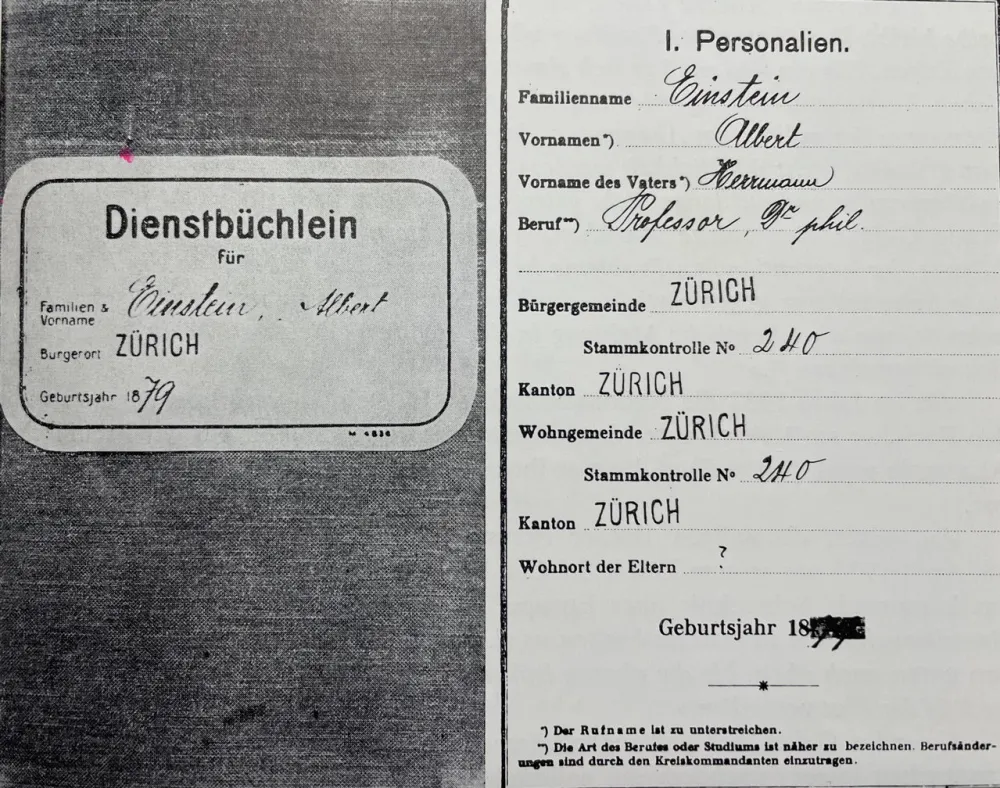 Dienstbüchlein
für
Familien & Vorname Einstein, Albert
Bürgerort ZÜRICH
Geburtsjahr 1879
I. Personalien.
Familienname Einstein
Vornamen*) Albert
Vorname des Vaters*) Herrmann
Beruf**) Professor, Dr phil.
Bürgergemeinde ZÜRICH
Stammkontrolle No 240
Kanton ZÜRICH
Wohngemeinde ZÜRICH
Stammkontrolle No 240
Kanton ZÜRICH
Wohnort der Eltern ?
Geburtsjahr 18
*) Der Rufname ist zu unterstreichen.
**) Die Art des Berufes oder Studiums ist näher zu bezeichnen. Berufsänder-
ungen sind durch den Kreiskommandanten einzutragen.